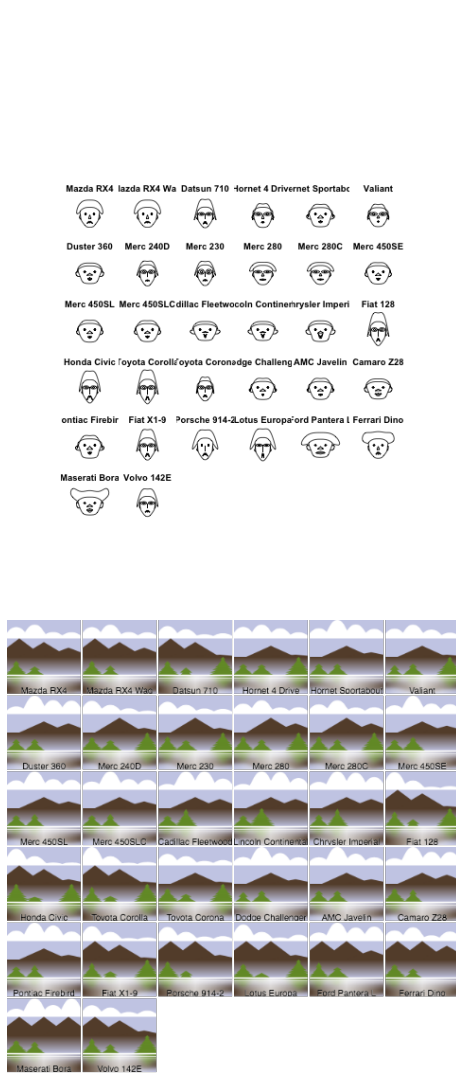 Mazda RX4 lazda RX4 Wa Datsun 710 Hornet 4 Drive ernet Sportabc Valiant
Duster 360 Merc 240D Merc 230 Merc 280 Merc 280C Merc 450SE
Merc 450SL Merc 450SLC dillac Fleetwo coln Continen hrysler Imperi Fiat 128
Honda Civic Toyota Corolla Toyota Corona dge Challeng AMC Javelin Camaro Z28
ontiac Firebir Fiat X1-9 Porsche 914-2 Lotus Europa Ford Pantera L Ferrari Dino
Maserati Bora Volvo 142E
Mazda RX4 Mazda RX4 Wag Datsun 710 Hornet 4 Drive Hornet Sportabout Valiant
Duster 360 Merc 240D Merc 230 Merc 280 Merc 280C Merc 450SE
Merc 450SL Merc 450SLC Cadillac Fleetwood Lincoln Continental Chrysler Imperial Fiat 128
Honda Civic Toyota Corolla Toyota Corona Dodge Challenger AMC Javelin Camaro Z28
Pontiac Firebird Fiat X1-9 Porsche 914-2 Lotus Europa Ford Pantera L Ferrari Dino
Maserati Bora Volvo 142E